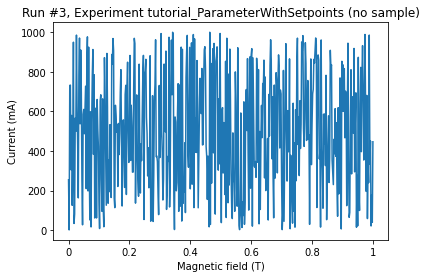 Run #3, Experiment tutorial_ParameterWithSetpoints (no sample)
1000
800
600
400
200
0
Current (mA)
0 0.2 0.4 0.6 0.8 1
Magnetic field (T)